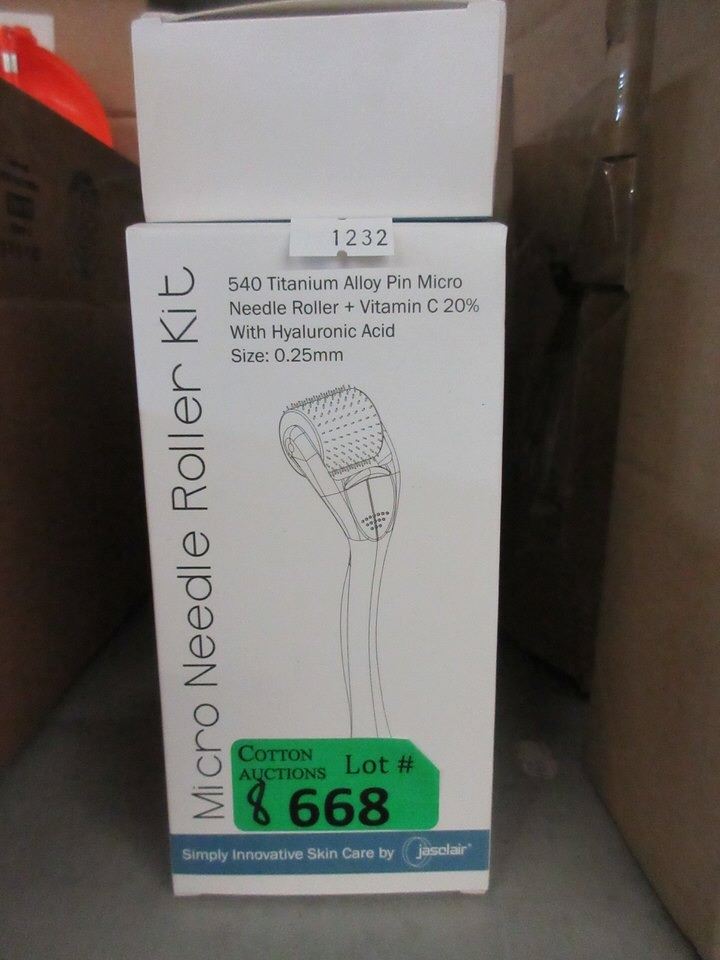 1232
540 Titanium Alloy Pin Micro
Needle Roller + Vitamin C 20%
With Hyaluronic Acid
Size: 0.25mm
Micro Needle Roller Kit
COTTON
AUCTIONS
Lot #
8 668
Simply Innovative Skin Care by jasclair®